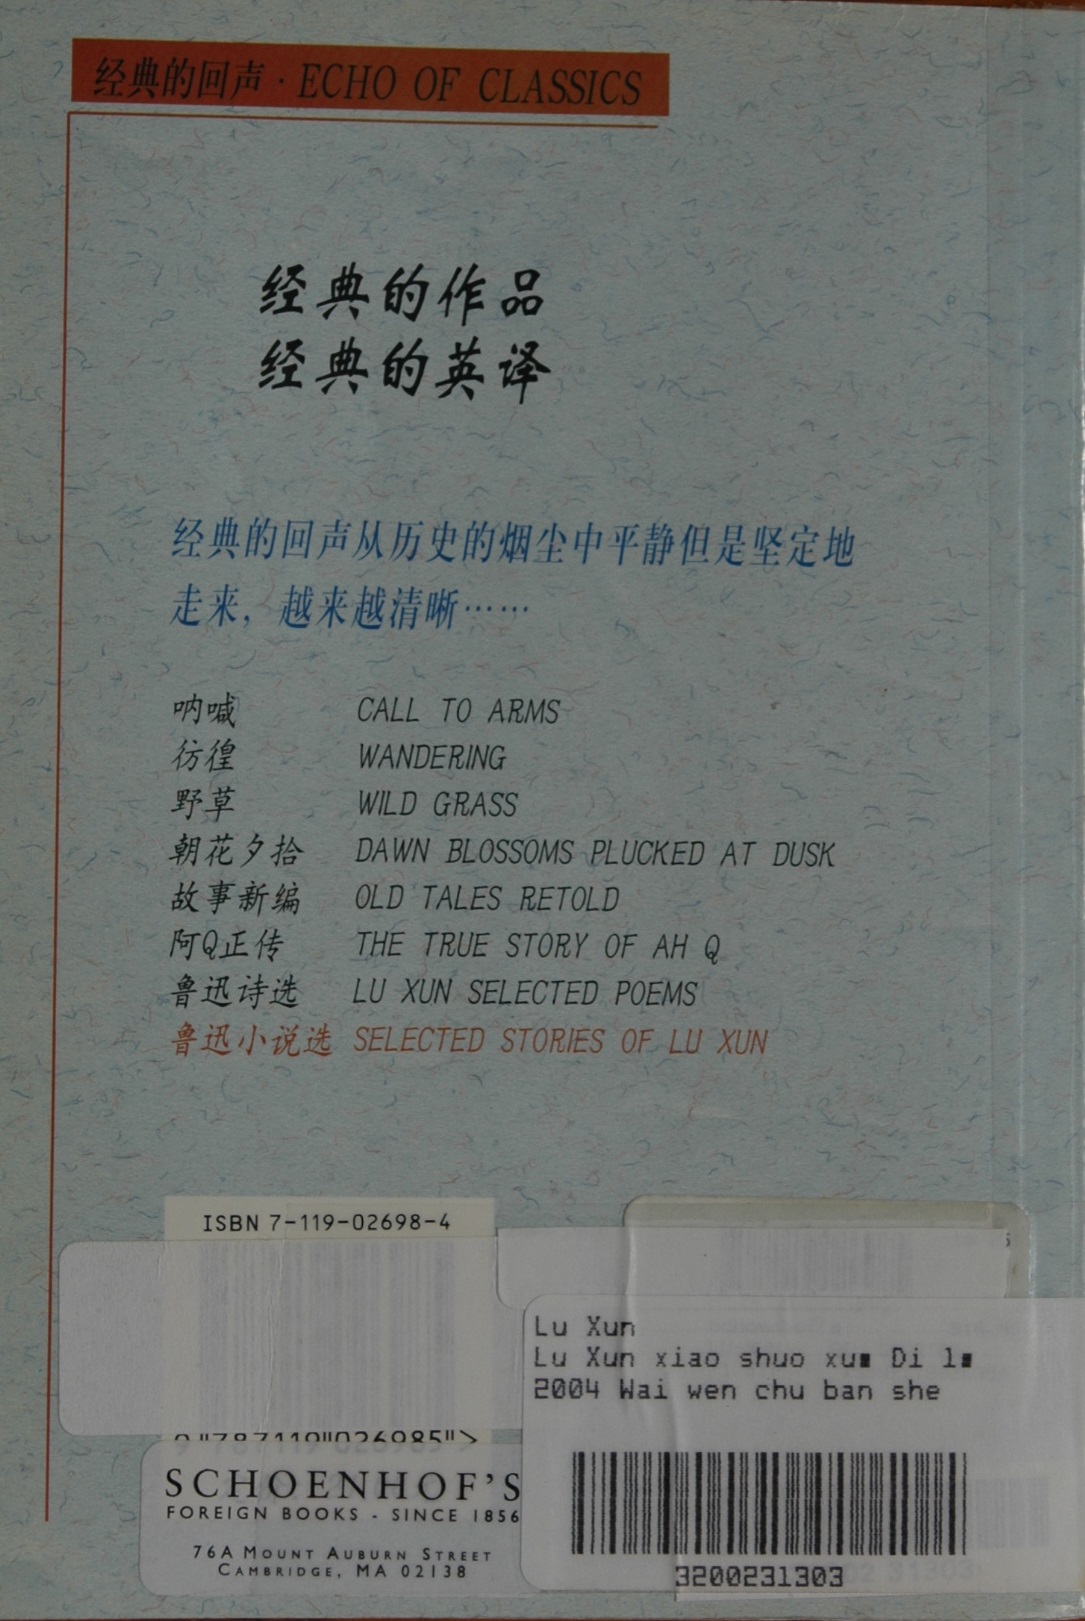 经典的回声·ECHO OF CLASSICS
经典的作品
经典的英译
经典的回声从历史的烟尘中平静但是坚定地
走来，越来越清晰……
呐喊 CALL TO ARMS
彷徨 WANDERING
野草 WILD GRASS
朝花夕拾 DAWN BLOSSOMS PLUCKED AT DUSK
故事新编 OLD TALES RETOLD
阿Q正传 THE TRUE STORY OF AH Q
鲁迅诗选 LU XUN SELECTED POEMS
鲁迅小说选 SELECTED STORIES OF LU XUN
ISBN 7-119-02698-4
9"787119"026985">
SCHOENHOF'S
FOREIGN BOOKS - SINCE 1856
76A MOUNT AUBURN STREET
CAMBRIDGE, MA 02138
Lu Xun
Lu Xun xiao shuo xu Di l
2004 Wai wen chu ban she
3200231303